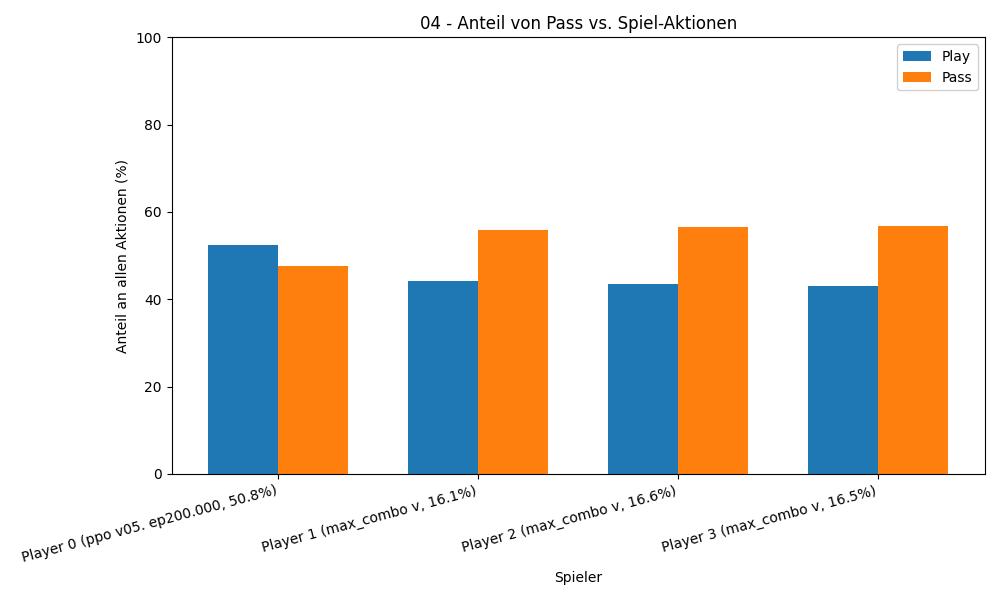 04 - Anteil von Pass vs. Spiel-Aktionen
100
80
60
40
20
0
Anteil an allen Aktionen (%)
Play
Pass
Player 0 (ppo v05. ep200.000, 50.8%)
Player 1 (max_combo v, 16.1%)
Player 2 (max_combo v, 16.6%)
Player 3 (max_combo v, 16.5%)
Spieler